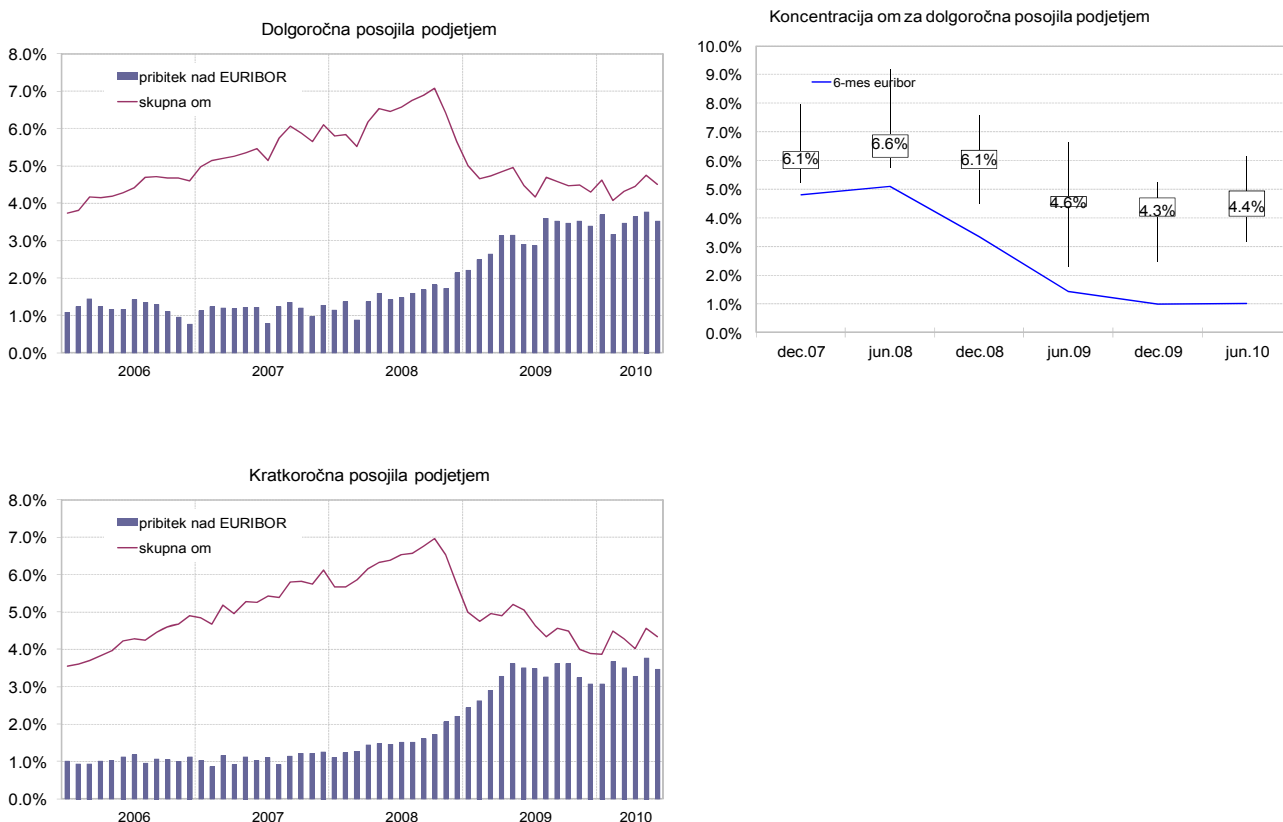 Dolgoročna posojila podjetjem
8.0%
7.0%
6.0%
5.0%
4.0%
3.0%
2.0%
1.0%
0.0%
pribitek nad EURIBOR
skupna om
2006 2007 2008 2009 2010
Koncentracija om za dolgoročna posojila podjetjem
10.0%
9.0%
8.0%
7.0%
6.0%
5.0%
4.0%
3.0%
2.0%
1.0%
0.0%
6-mes euribor
6.1% 6.6% 6.1% 4.6% 4.3% 4.4%
dec.07 jun.08 dec.08 jun.09 dec.09 jun.10
Kratkoročna posojila podjetjem
8.0%
7.0%
6.0%
5.0%
4.0%
3.0%
2.0%
1.0%
0.0%
pribitek nad EURIBOR
skupna om
2006 2007 2008 2009 2010